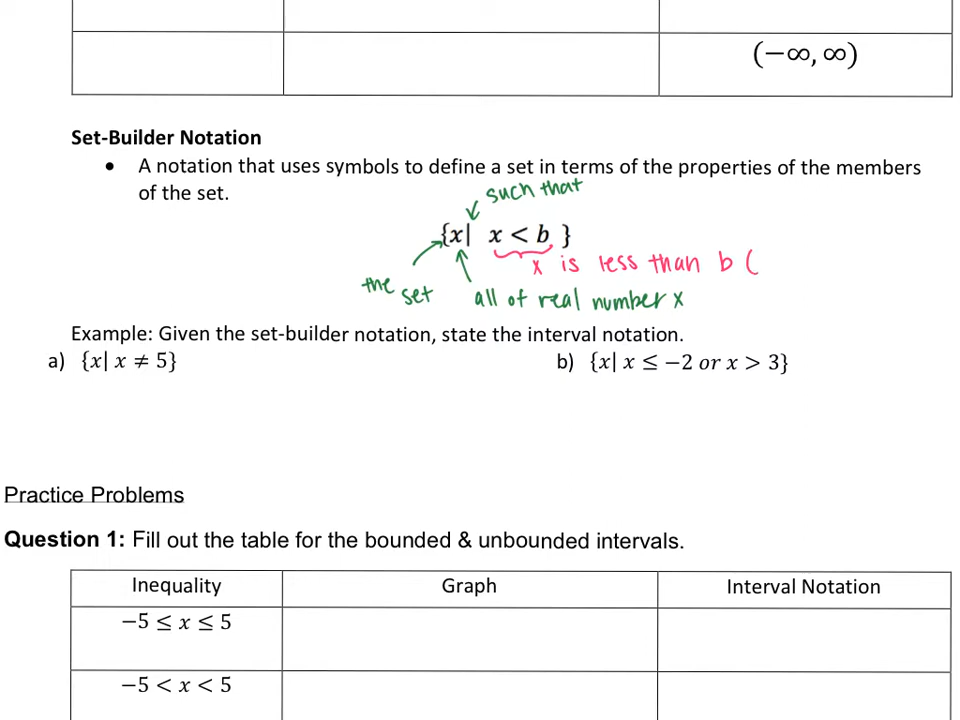 (−∞, ∞)
Set-Builder Notation
• A notation that uses symbols to define a set in terms of the properties of the members
of the set.
such that
{x| x < b }
x is less than b (
the set
all of real number x
Example: Given the set-builder notation, state the interval notation.
a) {x| x ≠ 5} b) {x| x ≤ −2 or x > 3}
Practice Problems
Question 1: Fill out the table for the bounded & unbounded intervals.
Inequality Graph Interval Notation
−5 ≤ x ≤ 5
−5 < x < 5